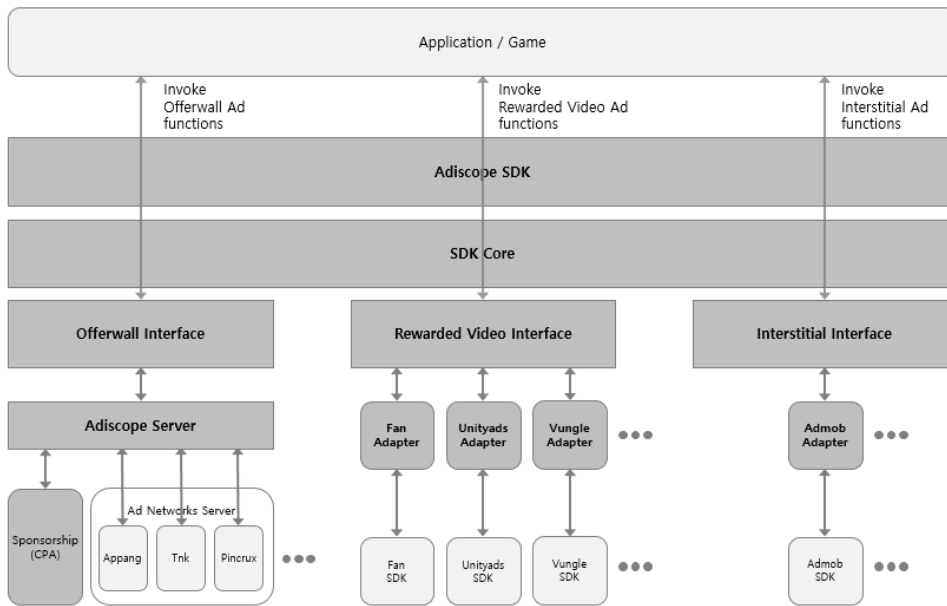 Application / Game
Invoke
Offerwall Ad
functions
Invoke
Rewarded Video Ad
functions
Invoke
Interstitial Ad
functions
Adiscope SDK
SDK Core
Offerwall Interface
Rewarded Video Interface
Interstitial Interface
Adiscope Server
Fan
Adapter
Unityads
Adapter
Vungle
Adapter
Admob
Adapter
Sponsorship
(CPA)
Ad Networks Server
Appang
Tnk
Pincrux
Fan
SDK
Unityads
SDK
Vungle
SDK
Admob
SDK